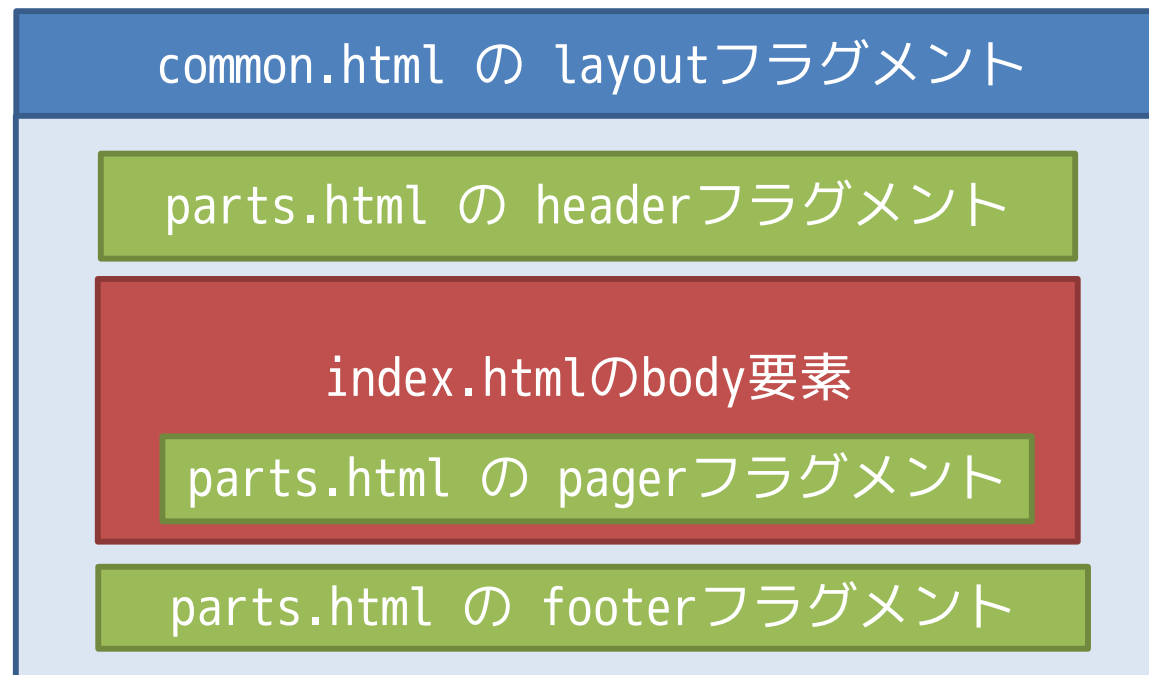 common.html の layoutフラグメント
parts.html の headerフラグメント
index.htmlのbody要素
parts.html の pagerフラグメント
parts.html の footerフラグメント